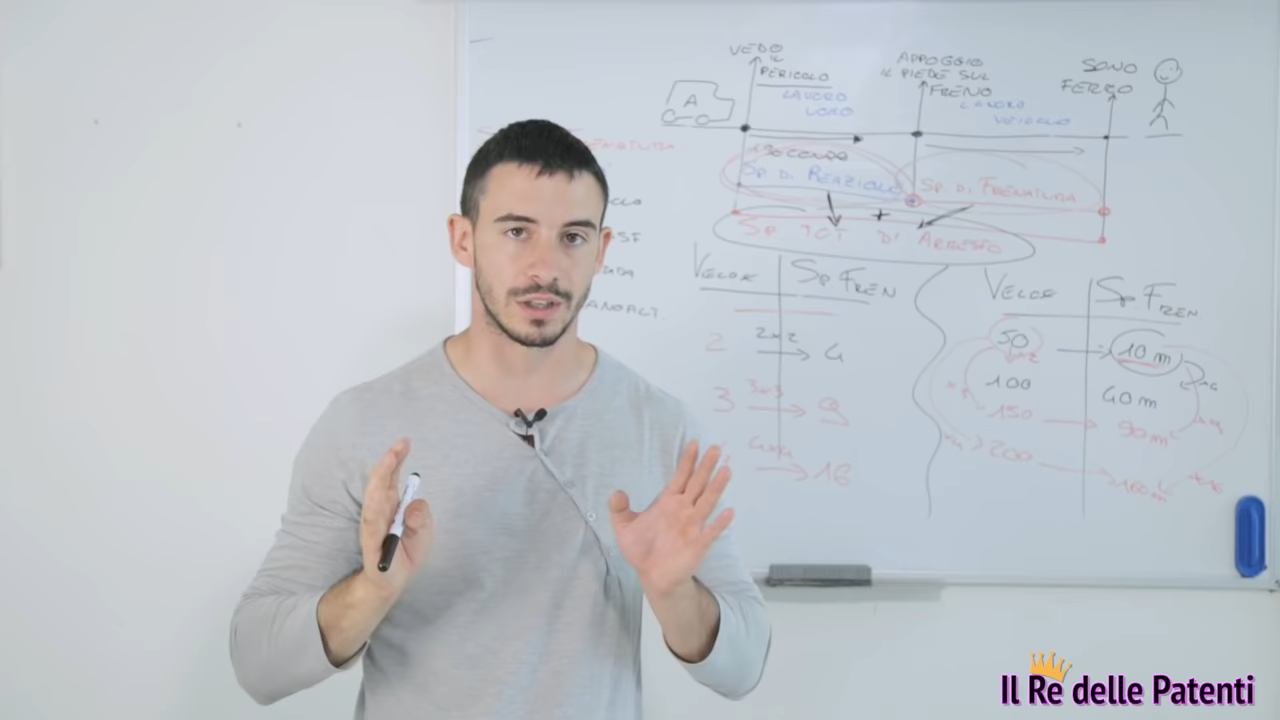 VEDO
IL
PERICOLO
LAVORO
UOMO
APPOGGIO
IL PIEDE SUL
FRENO
LAVORO
VEICOLO
SONO
FERMO
A
1 SECONDO
SP DI REAZIONE
SP DI FRENATURA
+
SP TOT DI ARRESTO
VELOC
SP FREN
2
2x2
4
3
3x3
9
4x4
16
VELOC
SP FREN
50
10 m
x2
100
40 m
150
90 m
200
160 m
Il Re delle Patenti